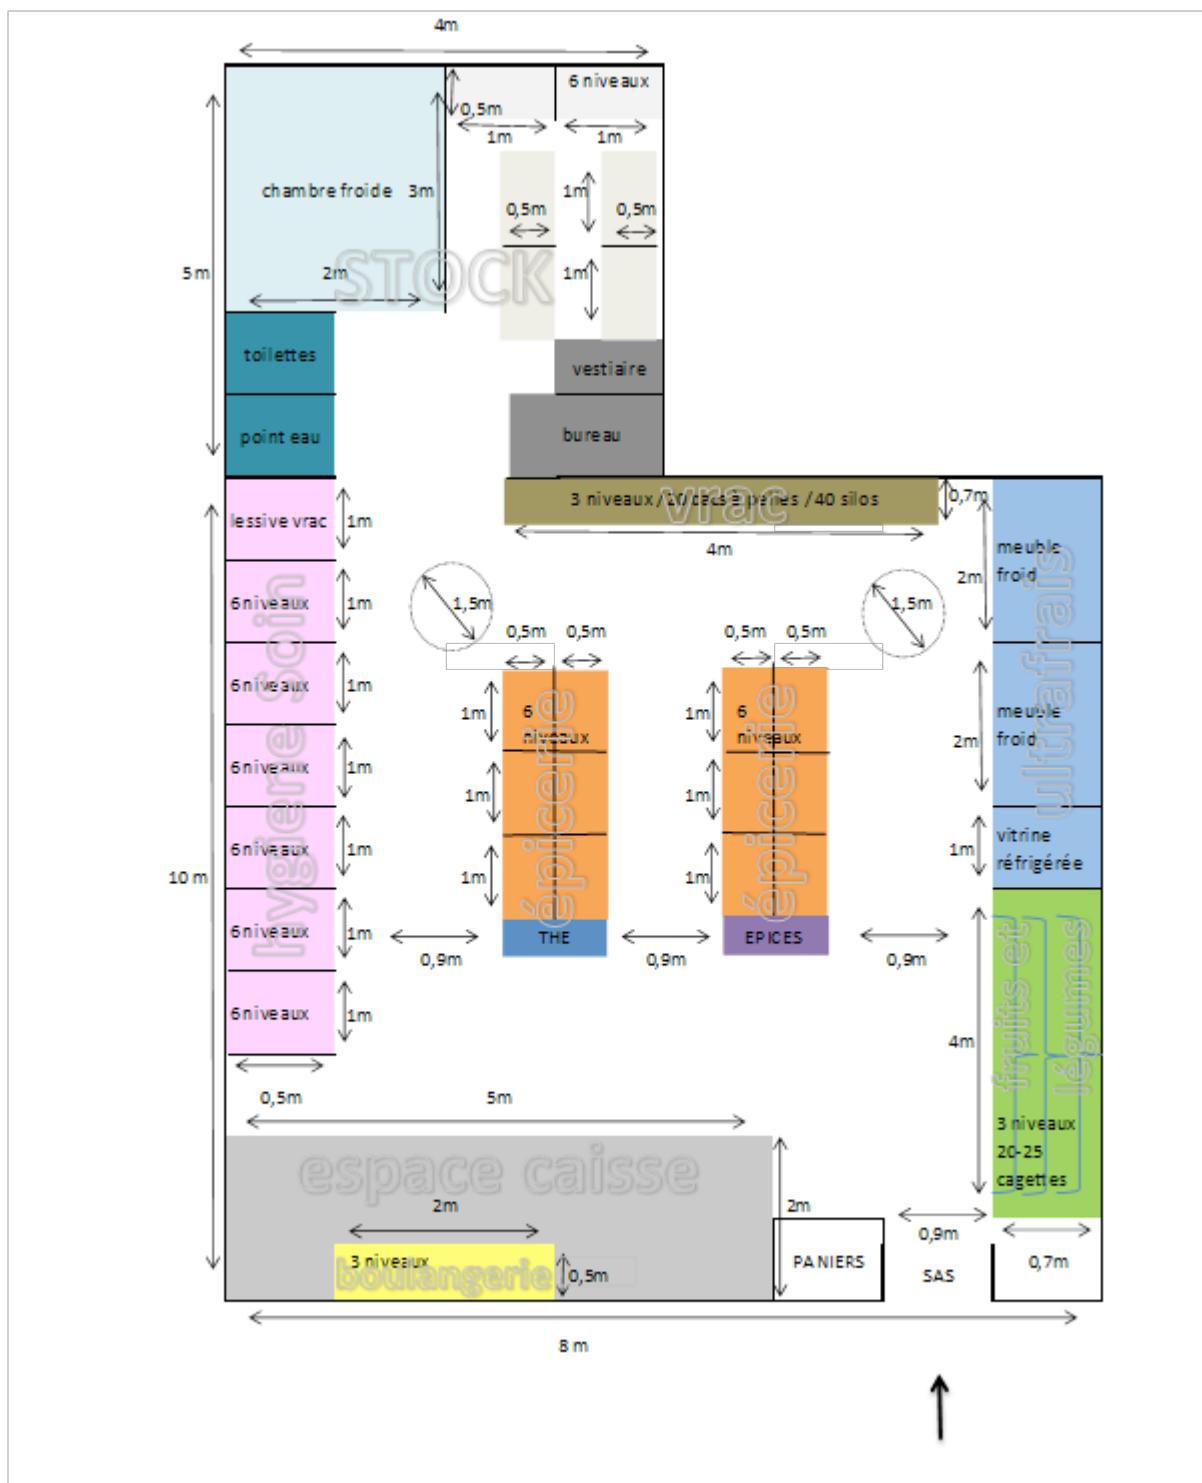 4m
6 niveaux
0,5m
1m
1m
chambre froide
3m
1m
0,5m
0,5m
STOCK
5 m
2m
1m
toilettes
vestiaire
point eau
bureau
3 niveaux / 20 bacs à pelles / 40 silos
vrac
0,7m
lessive vrac
1m
4m
meuble
froid
2m
ultrafrais
6niveaux
1m
1,5m
1,5m
0,5m
0,5m
0,5m
0,5m
hygiene Soin
6niveaux
1m
1m
6
niveaux
épicerie
1m
6
niveaux
épicerie
2m
meuble
froid
6niveaux
1m
1m
1m
6niveaux
1m
1m
1m
1m
vitrine
réfrigérée
10 m
6niveaux
1m
THE
EPICES
0,9m
0,9m
0,9m
fruits et
légumes
6niveaux
1m
4m
0,5m
5m
3 niveaux
20-25
cagettes
espace caisse
2m
2m
0,9m
3 niveaux
boulangerie
0,5m
PANIERS
SAS
0,7m
8 m